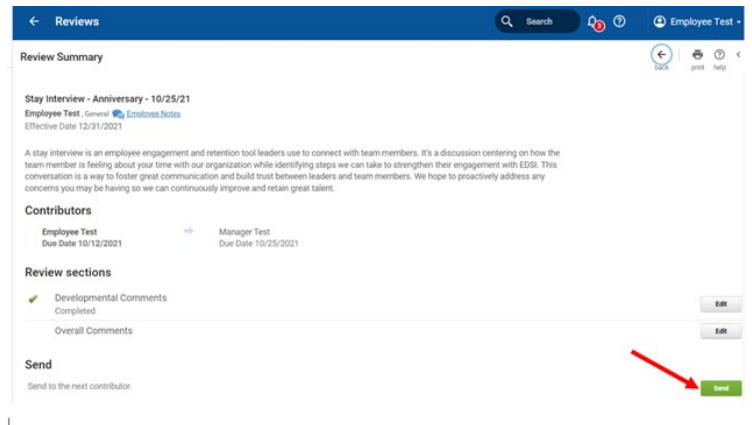 Reviews
Search
3
Employee Test
Review Summary
back
print
help
Stay Interview - Anniversary - 10/25/21
Employee Test , General Employee Notes
Effective Date 12/31/2021
A stay interview is an employee engagement and retention tool leaders use to connect with team members. It's a discussion centering on how the
team member is feeling about your time with our organization while identifying steps we can take to strengthen their engagement with EDSI. This
conversation is a way to foster great communication and build trust between leaders and team members. We hope to proactively address any
concerns you may be having so we can continuously improve and retain great talent.
Contributors
Employee Test
Due Date 10/12/2021
Manager Test
Due Date 10/25/2021
Review sections
Developmental Comments
Completed
Edit
Overall Comments
Edit
Send
Send to the next contributor.
Send